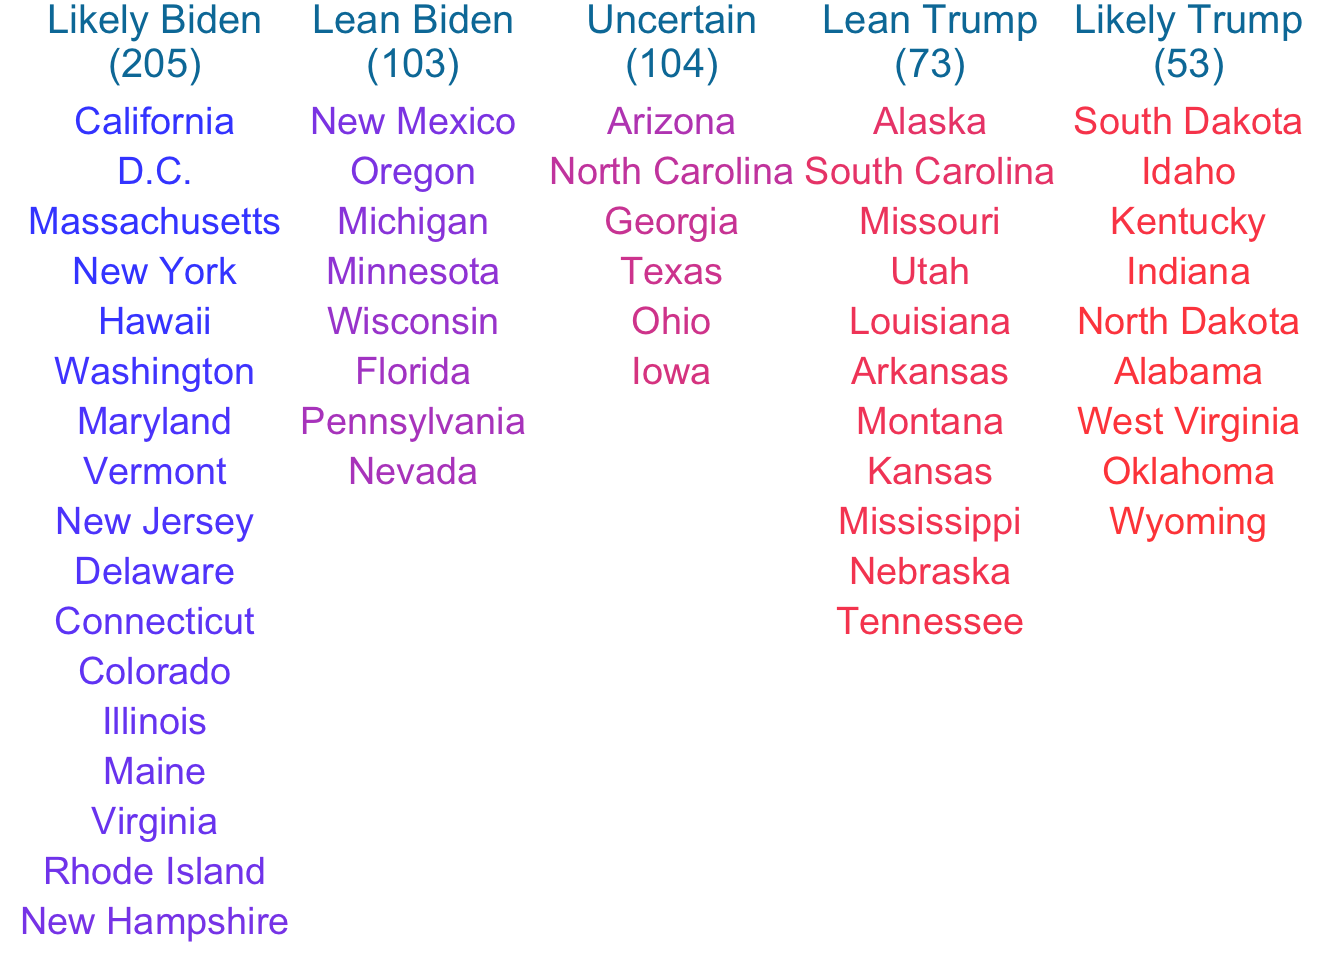 Likely Biden
(205)
California
D.C.
Massachusetts
New York
Hawaii
Washington
Maryland
Vermont
New Jersey
Delaware
Connecticut
Colorado
Illinois
Maine
Virginia
Rhode Island
New Hampshire
Lean Biden
(103)
New Mexico
Oregon
Michigan
Minnesota
Wisconsin
Florida
Pennsylvania
Nevada
Uncertain
(104)
Arizona
North Carolina
Georgia
Texas
Ohio
Iowa
Lean Trump
(73)
Alaska
South Carolina
Missouri
Utah
Louisiana
Arkansas
Montana
Kansas
Mississippi
Nebraska
Tennessee
Likely Trump
(53)
South Dakota
Idaho
Kentucky
Indiana
North Dakota
Alabama
West Virginia
Oklahoma
Wyoming